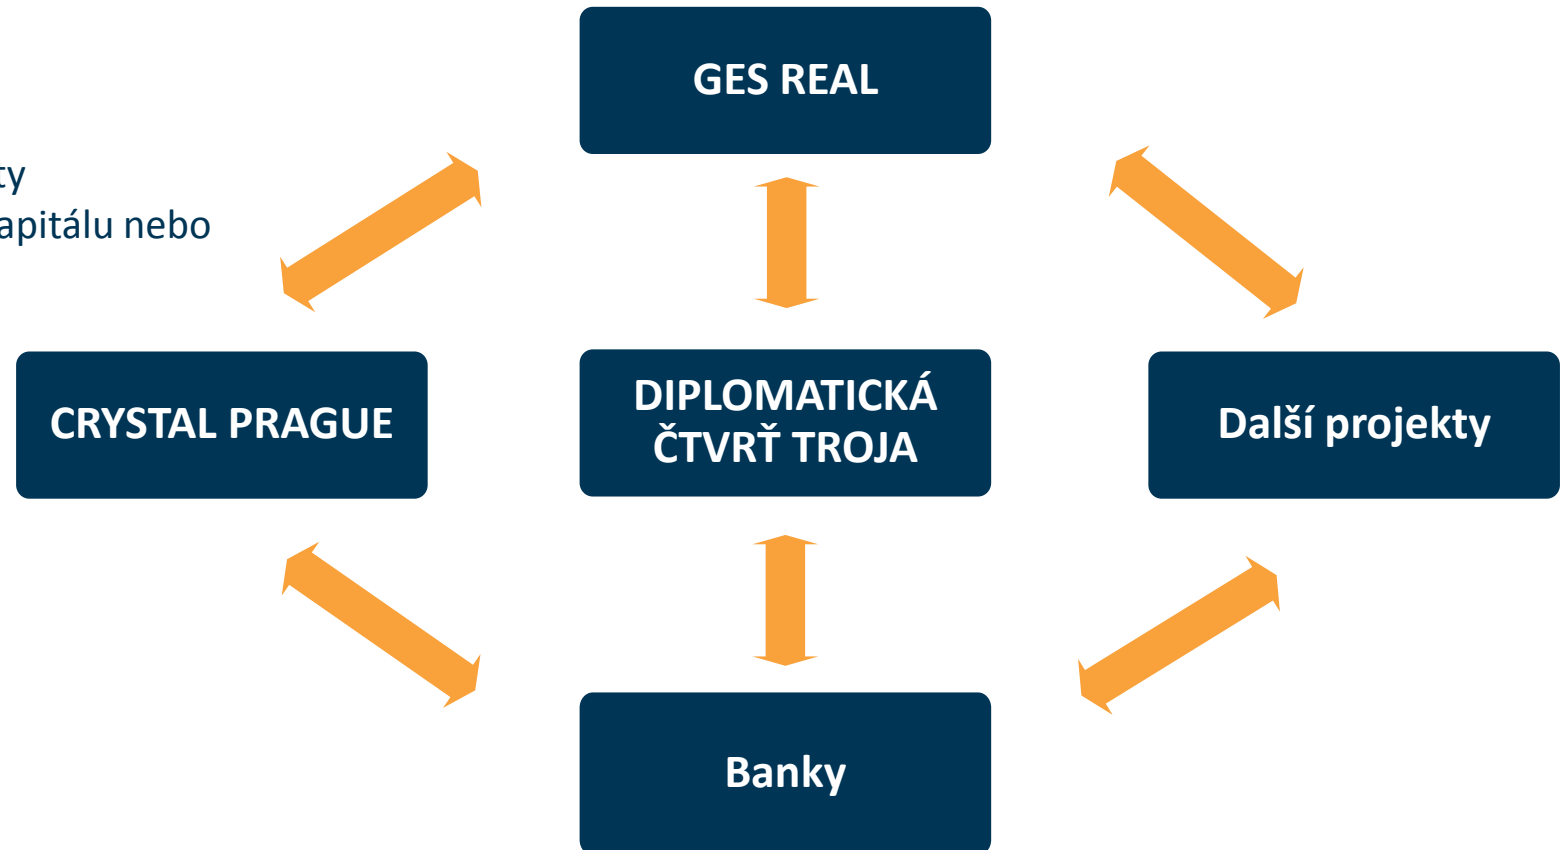 GES REAL
ty
apitálu nebo
CRYSTAL PRAGUE
DIPLOMATICKÁ
ČTVRŤ TROJA
Další projekty
Banky